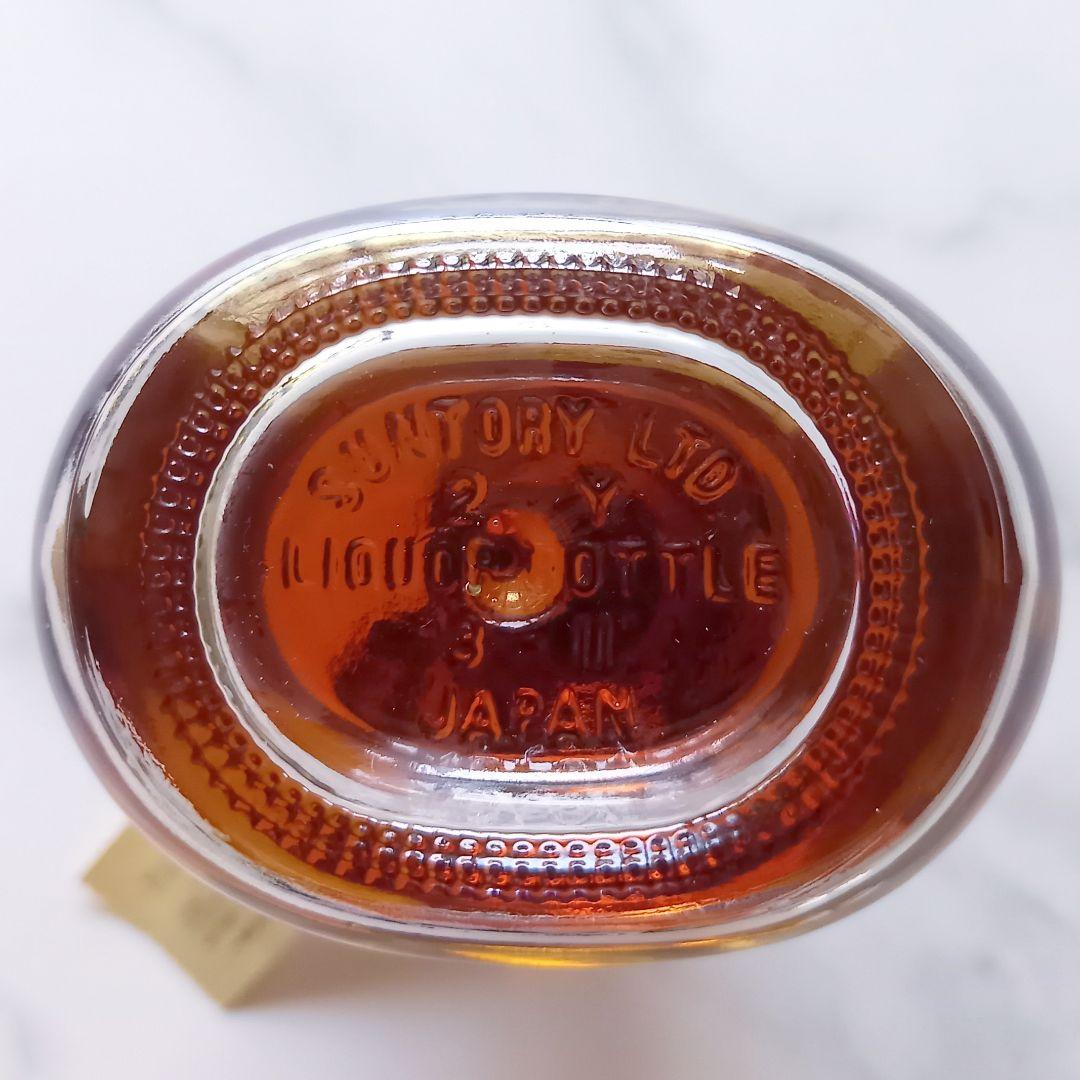 SUNTORY LTD
2 Y
LIQUOR BOTTLE
3 III
JAPAN